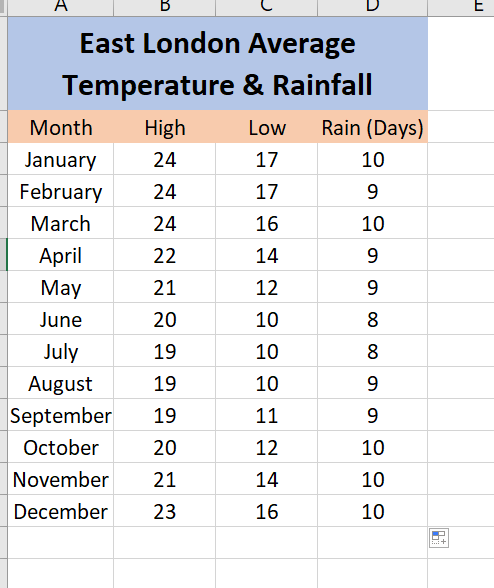 A B C D E
East London Average
Temperature & Rainfall
Month High Low Rain (Days)
January 24 17 10
February 24 17 9
March 24 16 10
April 22 14 9
May 21 12 9
June 20 10 8
July 19 10 8
August 19 10 9
September 19 11 9
October 20 12 10
November 21 14 10
December 23 16 10